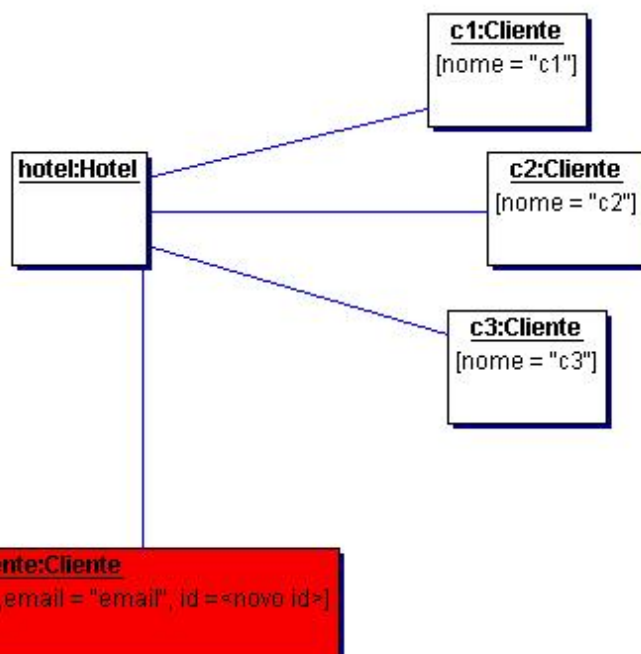 c1:Cliente
[nome = "c1"]
hotel:Hotel
c2:Cliente
[nome = "c2"]
c3:Cliente
[nome = "c3"]
ente:Cliente
,email = "email", id =<novo id>]